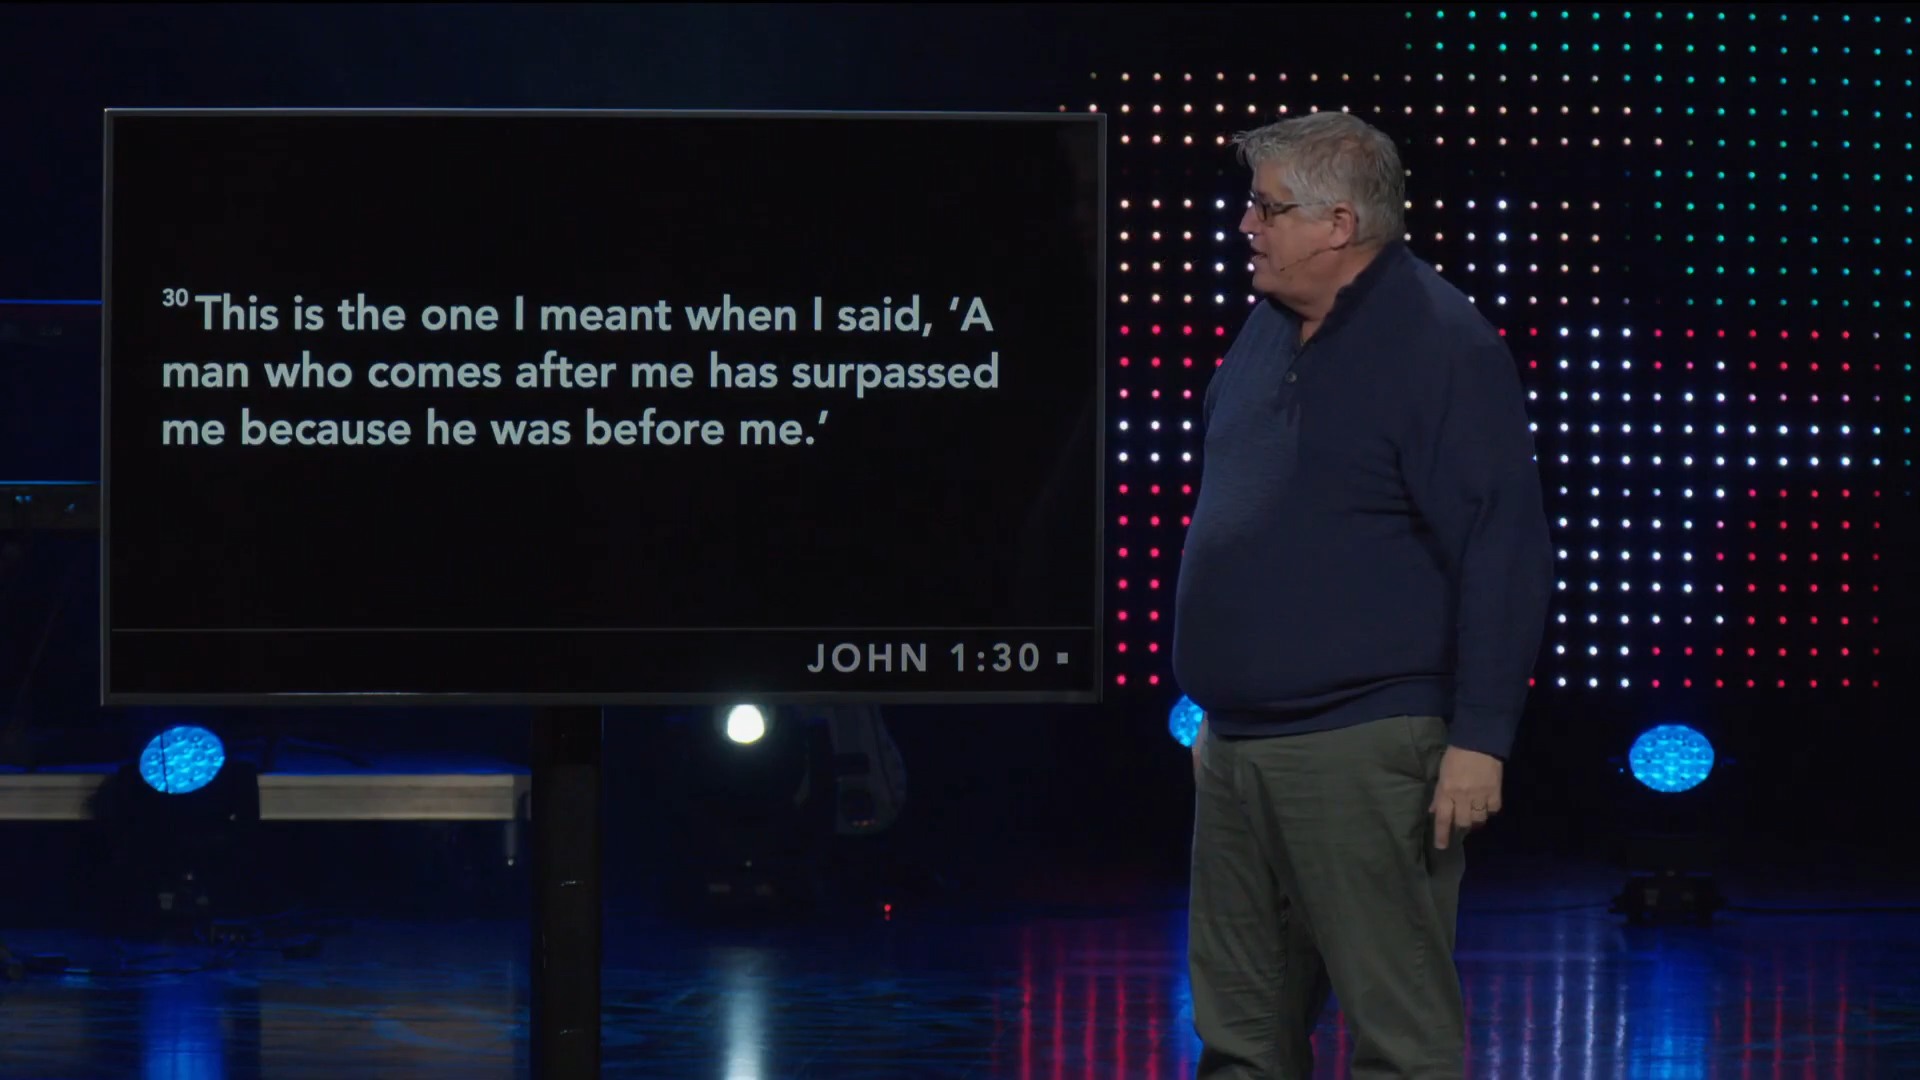 30 This is the one I meant when I said, ‘A
man who comes after me has surpassed
me because he was before me.’
JOHN 1:30